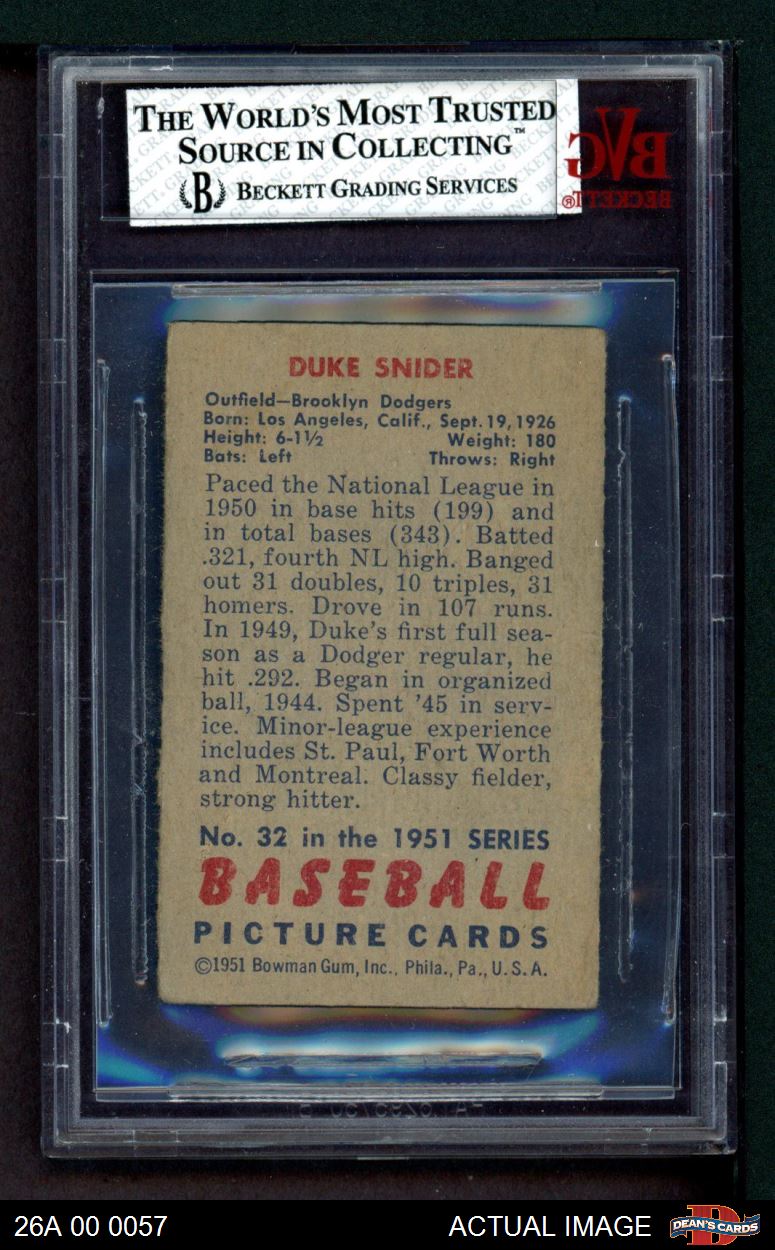 THE WORLD'S MOST TRUSTED
SOURCE IN COLLECTING™
B BECKETT GRADING SERVICES
BVG
BECKETT®
DUKE SNIDER
Outfield—Brooklyn Dodgers
Born: Los Angeles, Calif., Sept. 19, 1926
Height: 6-1½ Weight: 180
Bats: Left Throws: Right
Paced the National League in
1950 in base hits (199) and
in total bases (343). Batted
.321, fourth NL high. Banged
out 31 doubles, 10 triples, 31
homers. Drove in 107 runs.
In 1949, Duke's first full sea-
son as a Dodger regular, he
hit .292. Began in organized
ball, 1944. Spent '45 in serv-
ice. Minor-league experience
includes St. Paul, Fort Worth
and Montreal. Classy fielder,
strong hitter.
No. 32 in the 1951 SERIES
BASEBALL
PICTURE CARDS
©1951 Bowman Gum, Inc., Phila., Pa., U. S. A.
26A 00 0057 ACTUAL IMAGE DEAN'S CARDS